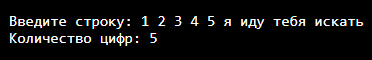 Введите строку: 1 2 3 4 5 я иду тебя искать
Количество цифр: 5